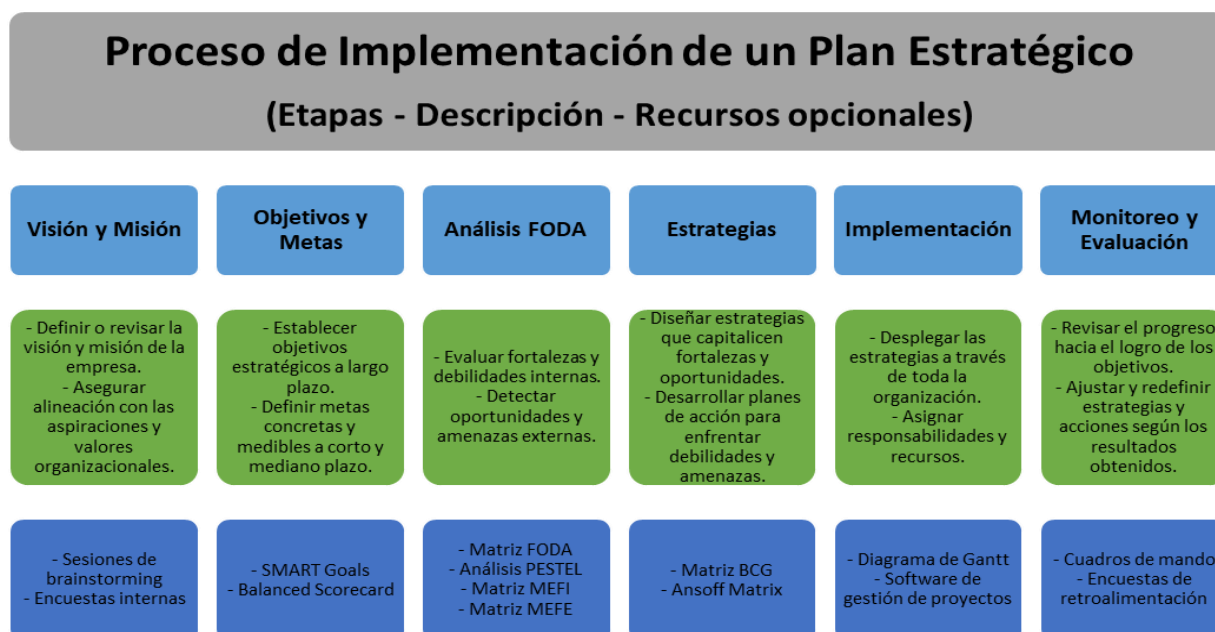 Proceso de Implementación de un Plan Estratégico
(Etapas - Descripción - Recursos opcionales)
Visión y Misión
Objetivos y
Metas
Análisis FODA
Estrategias
Implementación
Monitoreo y
Evaluación
- Definir o revisar la
visión y misión de la
empresa.
- Asegurar
alineación con las
aspiraciones y
valores
organizacionales.
- Establecer
objetivos
estratégicos a largo
plazo.
- Definir metas
concretas y
medibles a corto y
mediano plazo.
- Evaluar fortalezas y
debilidades internas.
- Detectar
oportunidades y
amenazas externas.
- Diseñar estrategias
que capitalicen
fortalezas y
oportunidades.
- Desarrollar planes
de acción para
enfrentar
debilidades y
amenazas.
- Desplegar las
estrategias a través
de toda la
organización.
- Asignar
responsabilidades y
recursos.
- Revisar el progreso
hacia el logro de los
objetivos.
- Ajustar y redefinir
estrategias y
acciones según los
resultados
obtenidos.
- Sesiones de
brainstorming
- Encuestas internas
- SMART Goals
- Balanced Scorecard
- Matriz FODA
- Análisis PESTEL
- Matriz MEFI
- Matriz MEFE
- Matriz BCG
- Ansoff Matrix
- Diagrama de Gantt
- Software de
gestión de proyectos
- Cuadros de mando
- Encuestas de
retroalimentación